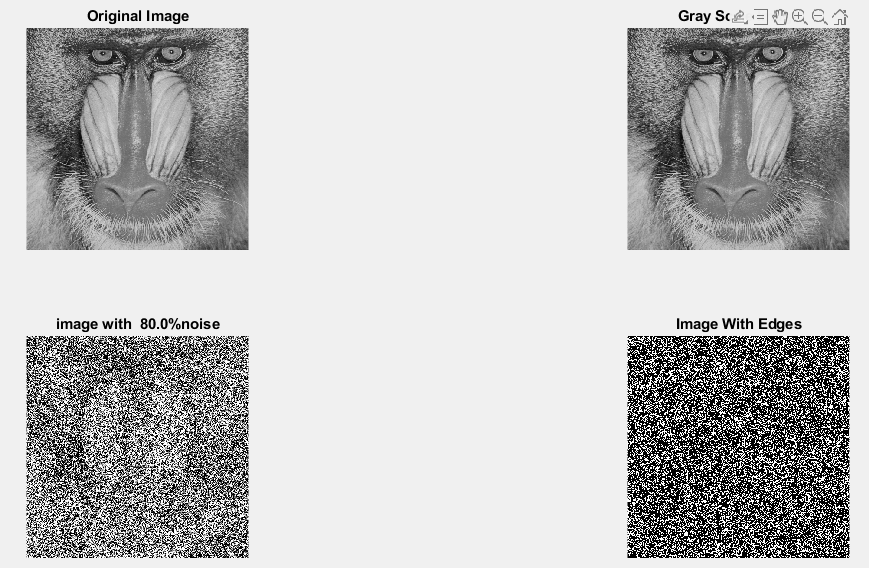 Original Image
Gray Sc
image with  80.0%noise
Image With Edges